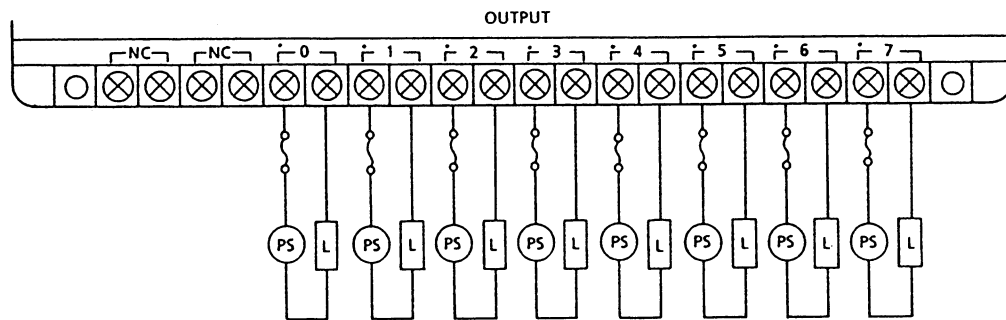 OUTPUT
NC NC 0 1 2 3 4 5 6 7
PS L PS L PS L PS L PS L PS L PS L PS L